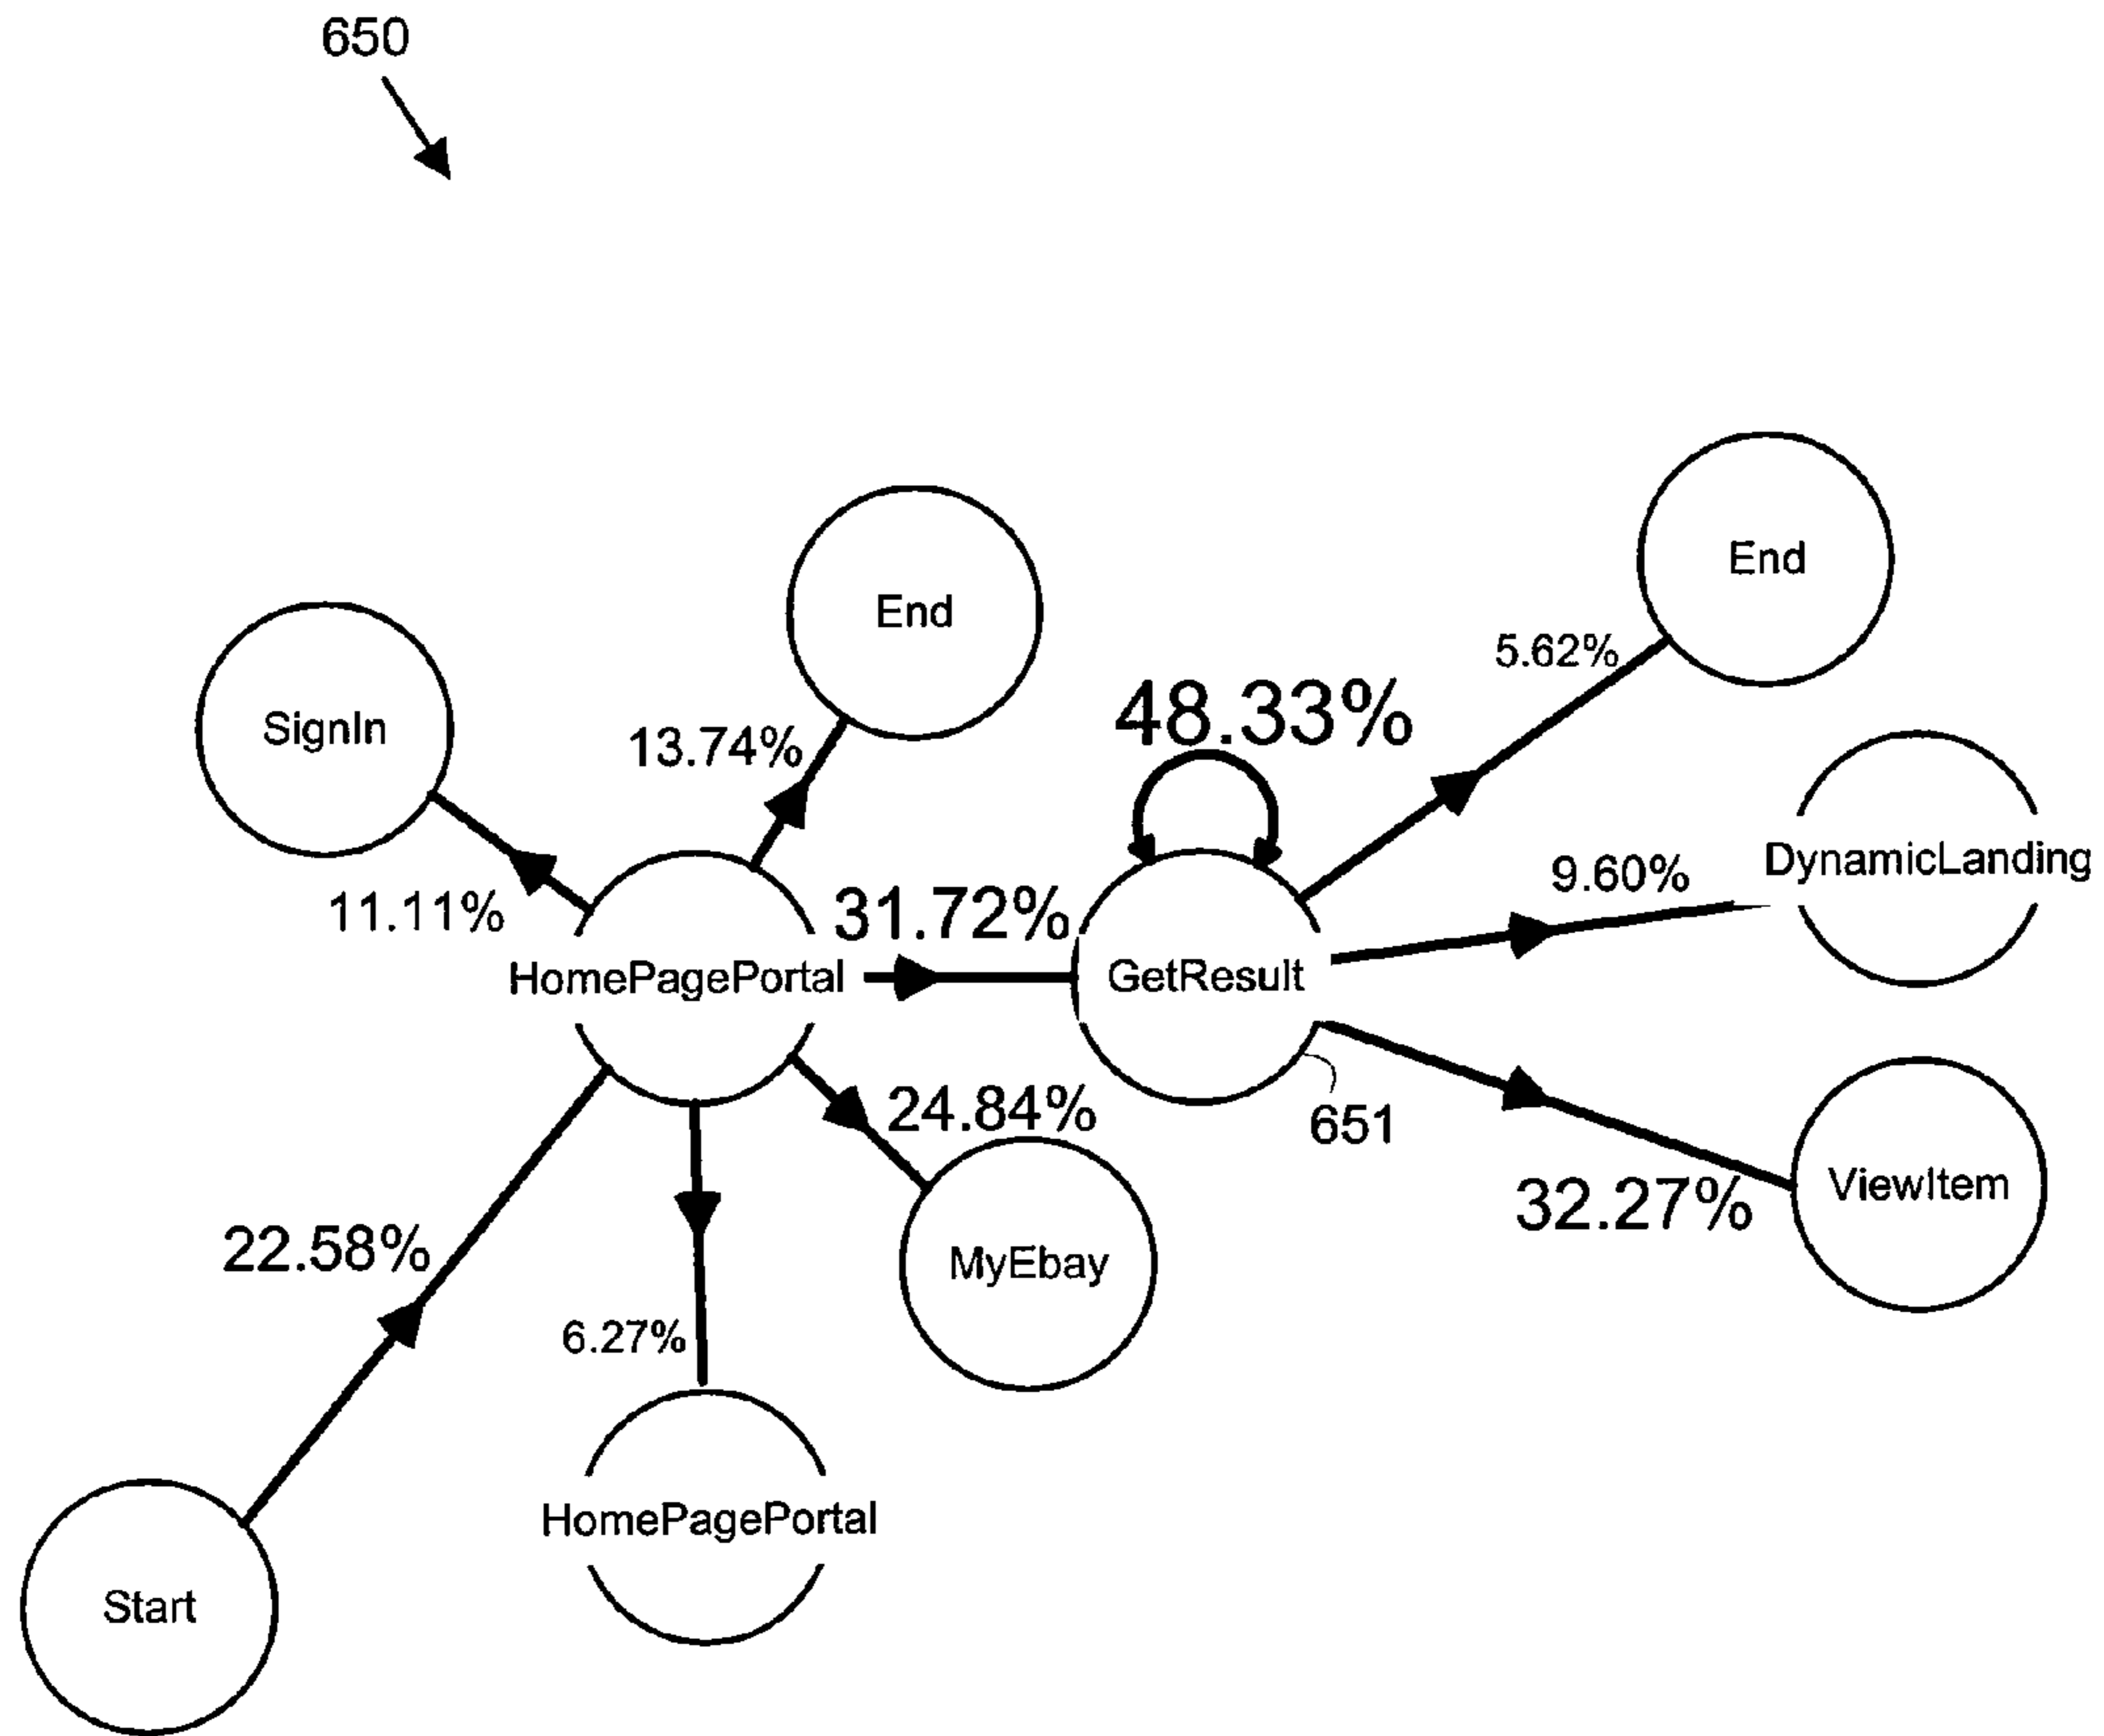 650
End
End
5.62%
SignIn
48.33%
13.74%
DynamicLanding
9.60%
11.11%
31.72%
HomePagePortal
GetResult
24.84%
651
ViewItem
32.27%
22.58%
MyEbay
6.27%
HomePagePortal
Start